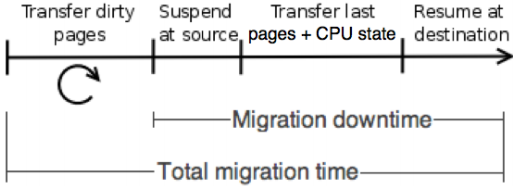 Transfer dirty
pages
Suspend
at source
Transfer last
pages + CPU state
Resume at
destination
Migration downtime
Total migration time